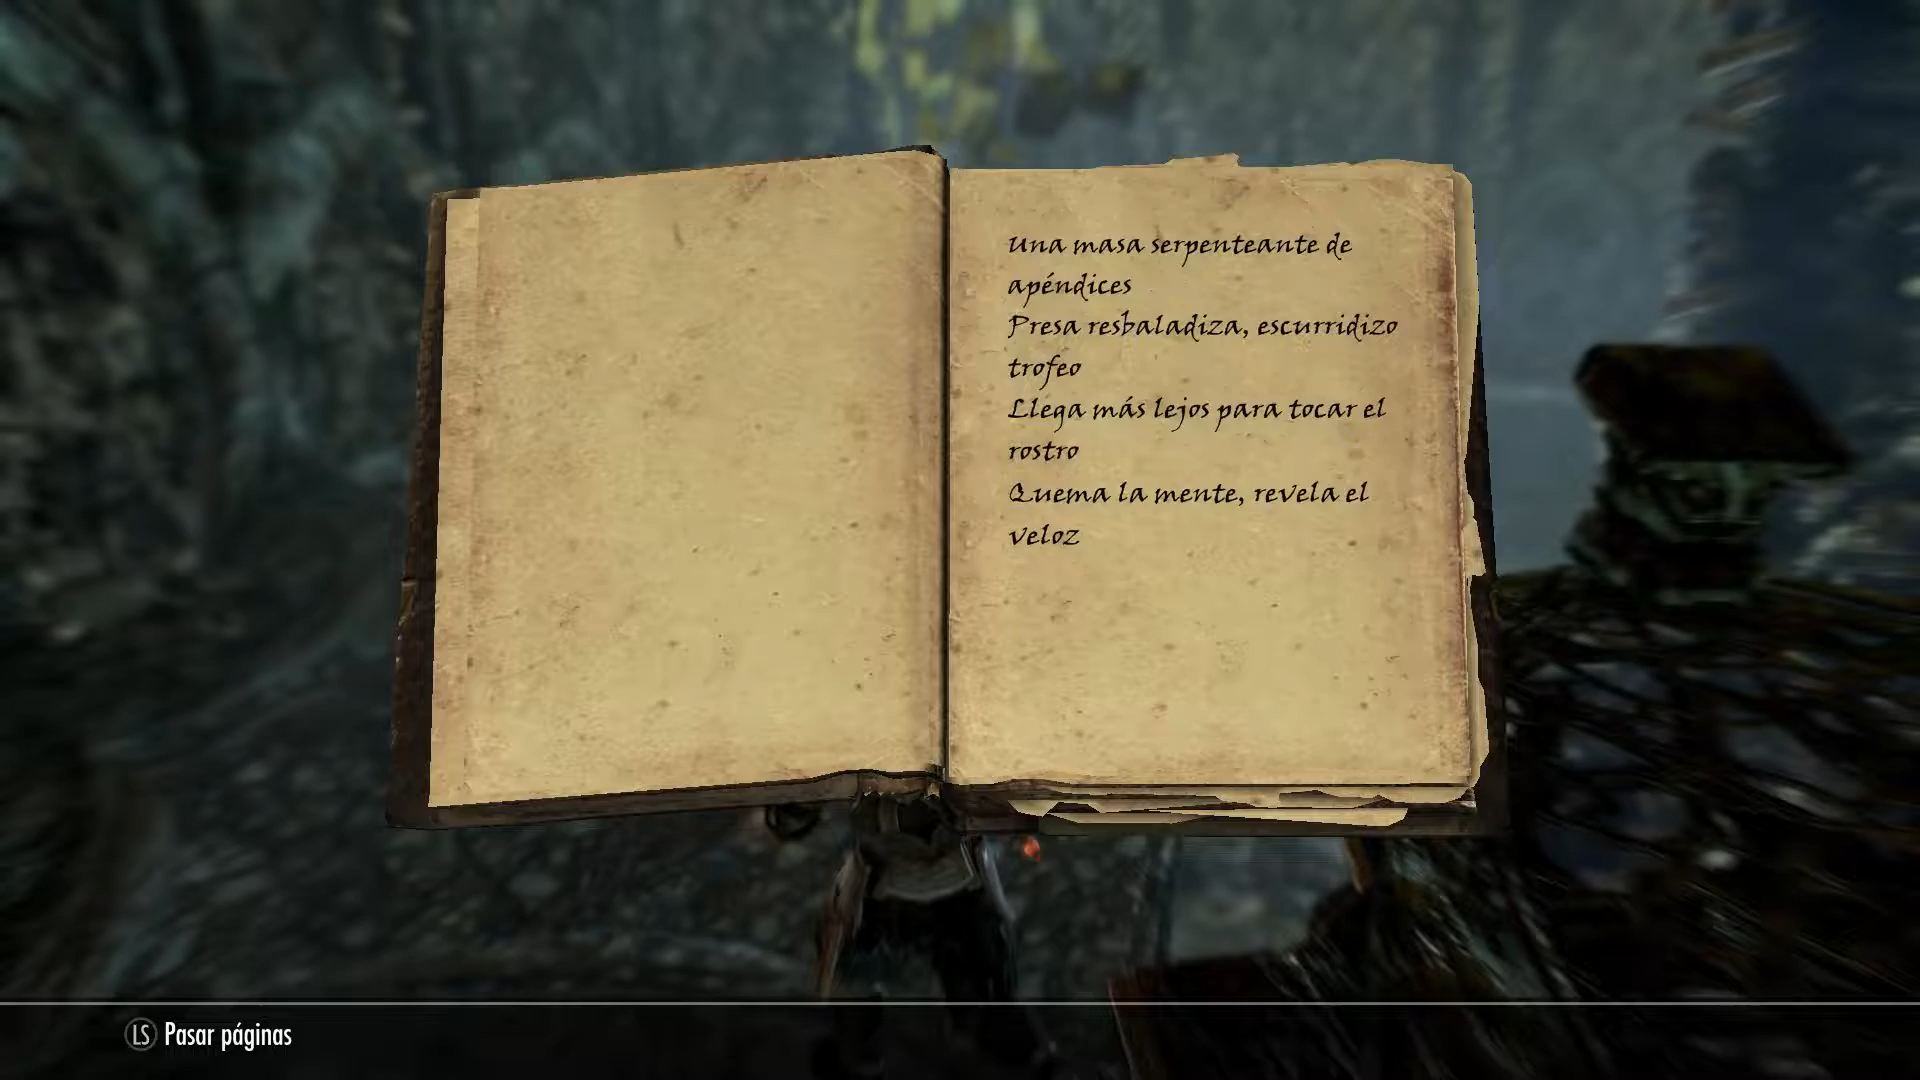 Una masa serpenteante de
apéndices
Presa resbaladiza, escurridizo
trofeo
Llega más lejos para tocar el
rostro
Quema la mente, revela el
veloz
LS Pasar páginas